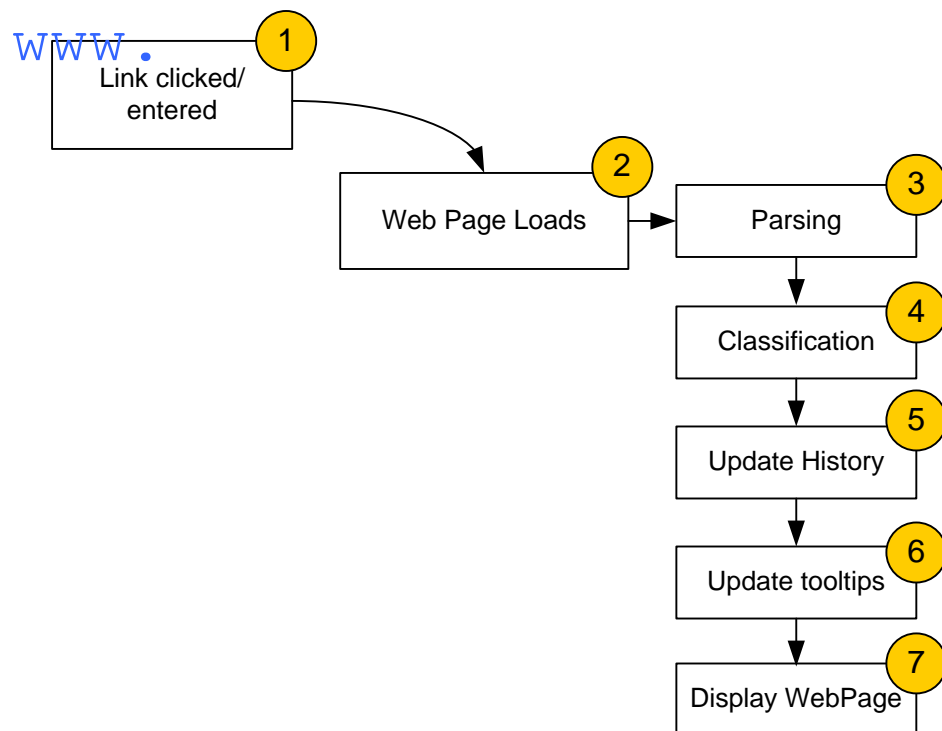 www.
1
Link clicked/
entered
2
Web Page Loads
3
Parsing
4
Classification
5
Update History
6
Update tooltips
7
Display WebPage